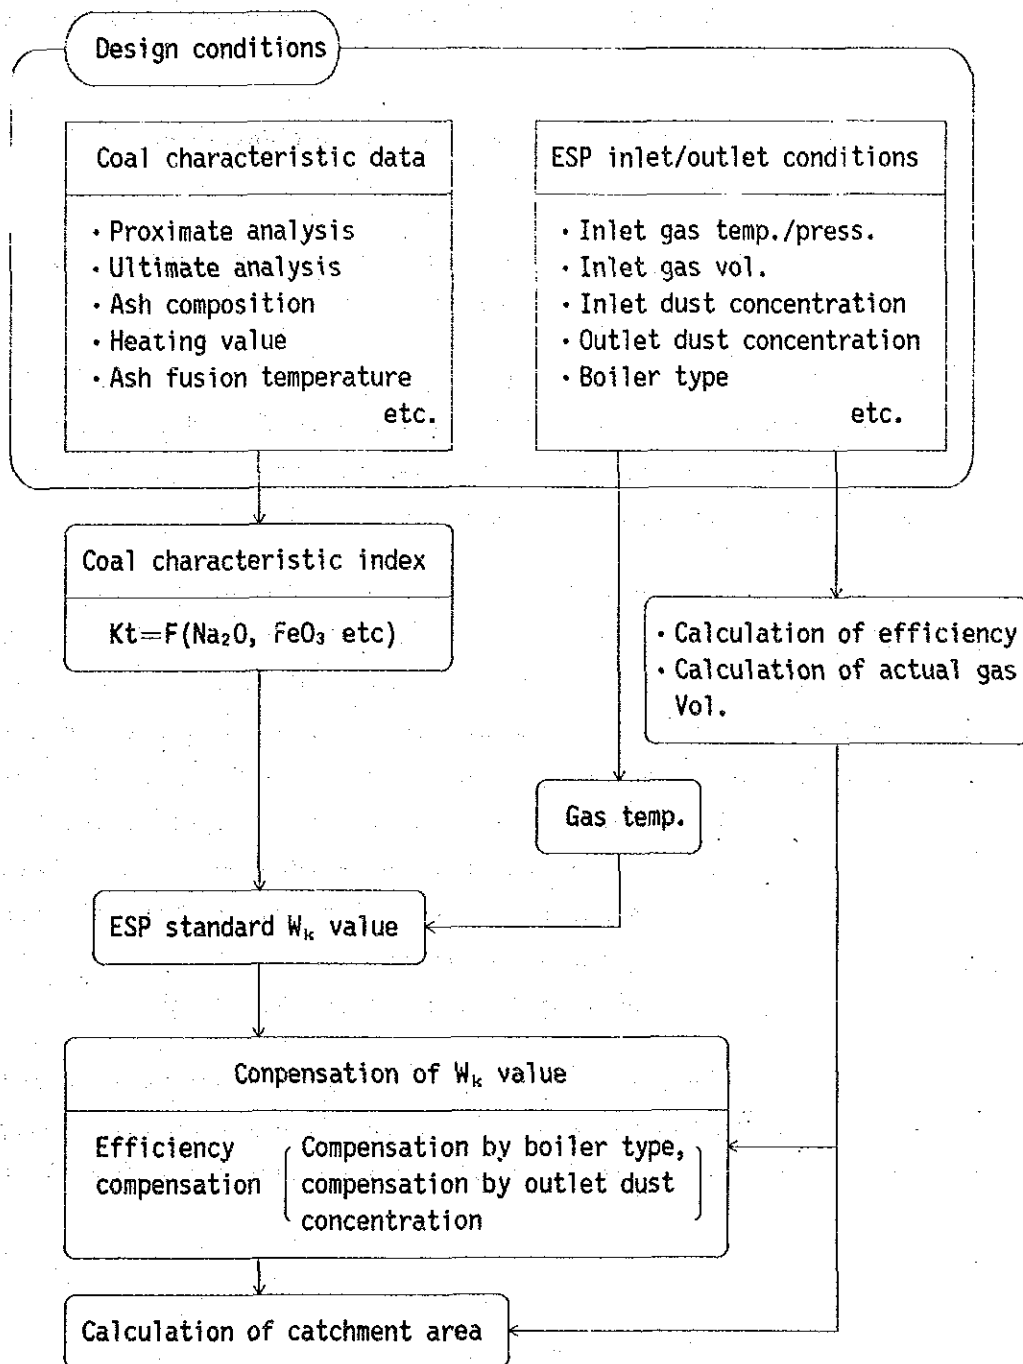 Design conditions
Coal characteristic data
・Proximate analysis
・Ultimate analysis
・Ash composition
・Heating value
・Ash fusion temperature
etc.
ESP inlet/outlet conditions
・Inlet gas temp./press.
・Inlet gas vol.
・Inlet dust concentration
・Outlet dust concentration
・Boiler type
etc.
Coal characteristic index
Kt=F(Na₂O, FeO₃ etc)
・Calculation of efficiency
・Calculation of actual gas
Vol.
Gas temp.
ESP standard Wₖ value
Conpensation of Wₖ value
Efficiency
compensation
Compensation by boiler type,
compensation by outlet dust
concentration
Calculation of catchment area